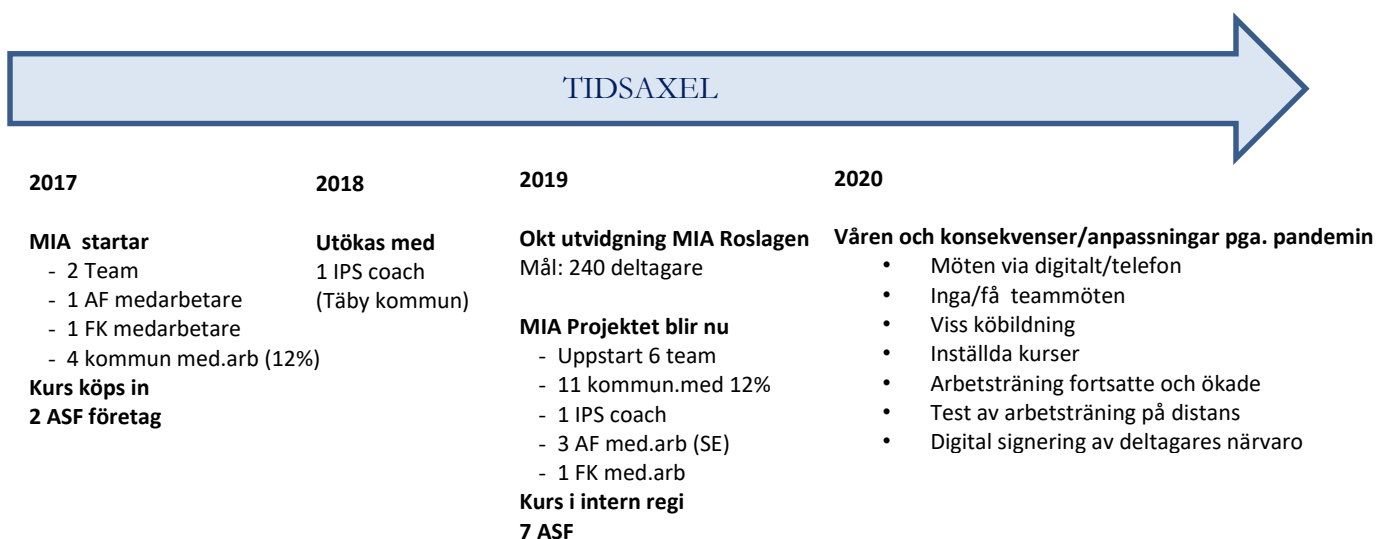 TIDSAXEL
2017
MIA  startar
- 2 Team
- 1 AF medarbetare
- 1 FK medarbetare
- 4 kommun med.arb (12%)
Kurs köps in
2 ASF företag
2018
Utökas med
1 IPS coach
(Täby kommun)
2019
Okt utvidgning MIA Roslagen
Mål: 240 deltagare
MIA Projektet blir nu
- Uppstart 6 team
- 11 kommun.med 12%
- 1 IPS coach
- 3 AF med.arb (SE)
- 1 FK med.arb
Kurs i intern regi
7 ASF
2020
Våren och konsekvenser/anpassningar pga. pandemin
• Möten via digitalt/telefon
• Inga/få  teammöten
• Viss köbildning
• Inställda kurser
• Arbetsträning fortsatte och ökade
• Test av arbetsträning på distans
• Digital signering av deltagares närvaro